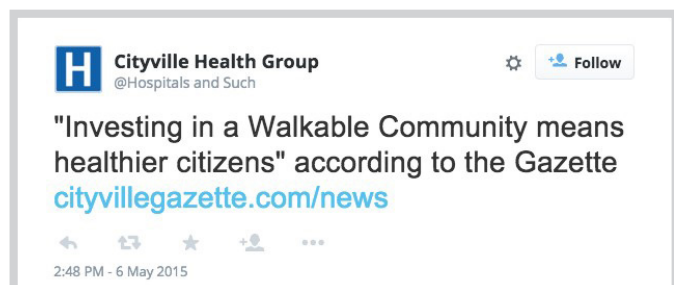 H
Cityville Health Group
@Hospitals and Such
Follow
"Investing in a Walkable Community means
healthier citizens" according to the Gazette
cityvillegazette.com/news
2:48 PM - 6 May 2015